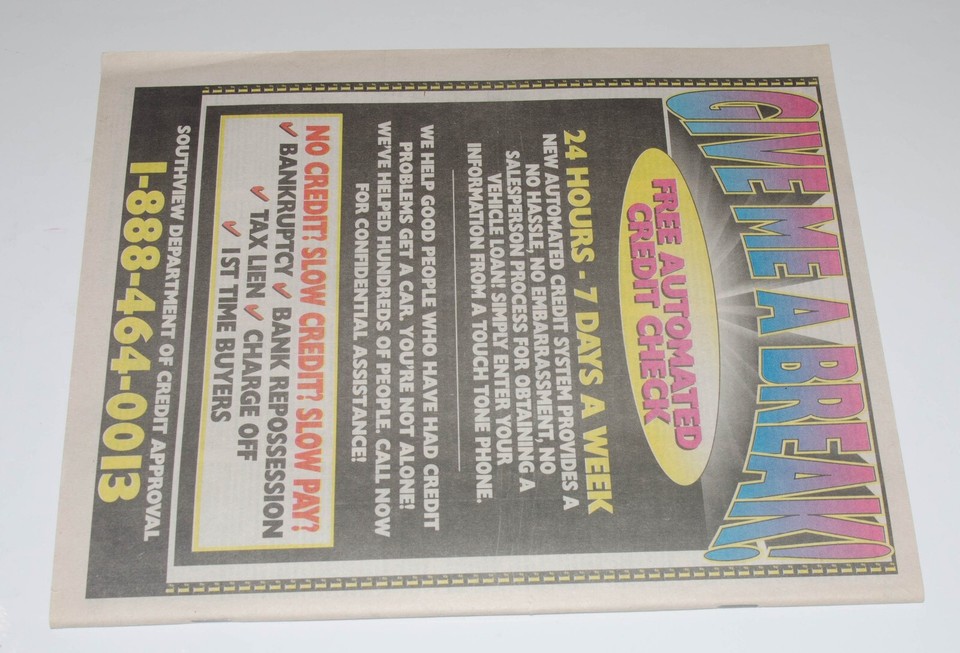 GIVE ME A BREAK!
FREE AUTOMATED
CREDIT CHECK
24 HOURS - 7 DAYS A WEEK
NEW AUTOMATED CREDIT SYSTEM PROVIDES A
NO HASSLE, NO EMBARRASSMENT, NO
SALESPERSON PROCESS FOR OBTAINING A
VEHICLE LOAN! SIMPLY ENTER YOUR
INFORMATION FROM A TOUCH TONE PHONE.
WE HELP GOOD PEOPLE WHO HAVE HAD CREDIT
PROBLEMS GET A CAR. YOU'RE NOT ALONE!
WE'VE HELPED HUNDREDS OF PEOPLE. CALL NOW
FOR CONFIDENTIAL ASSISTANCE!
NO CREDIT? SLOW CREDIT? SLOW PAY?
✓ BANKRUPTCY ✓ BANK REPOSSESSION
✓ TAX LIEN ✓ CHARGE OFF
✓ 1ST TIME BUYERS
SOUTHVIEW DEPARTMENT OF CREDIT APPROVAL
1-888-464-0013